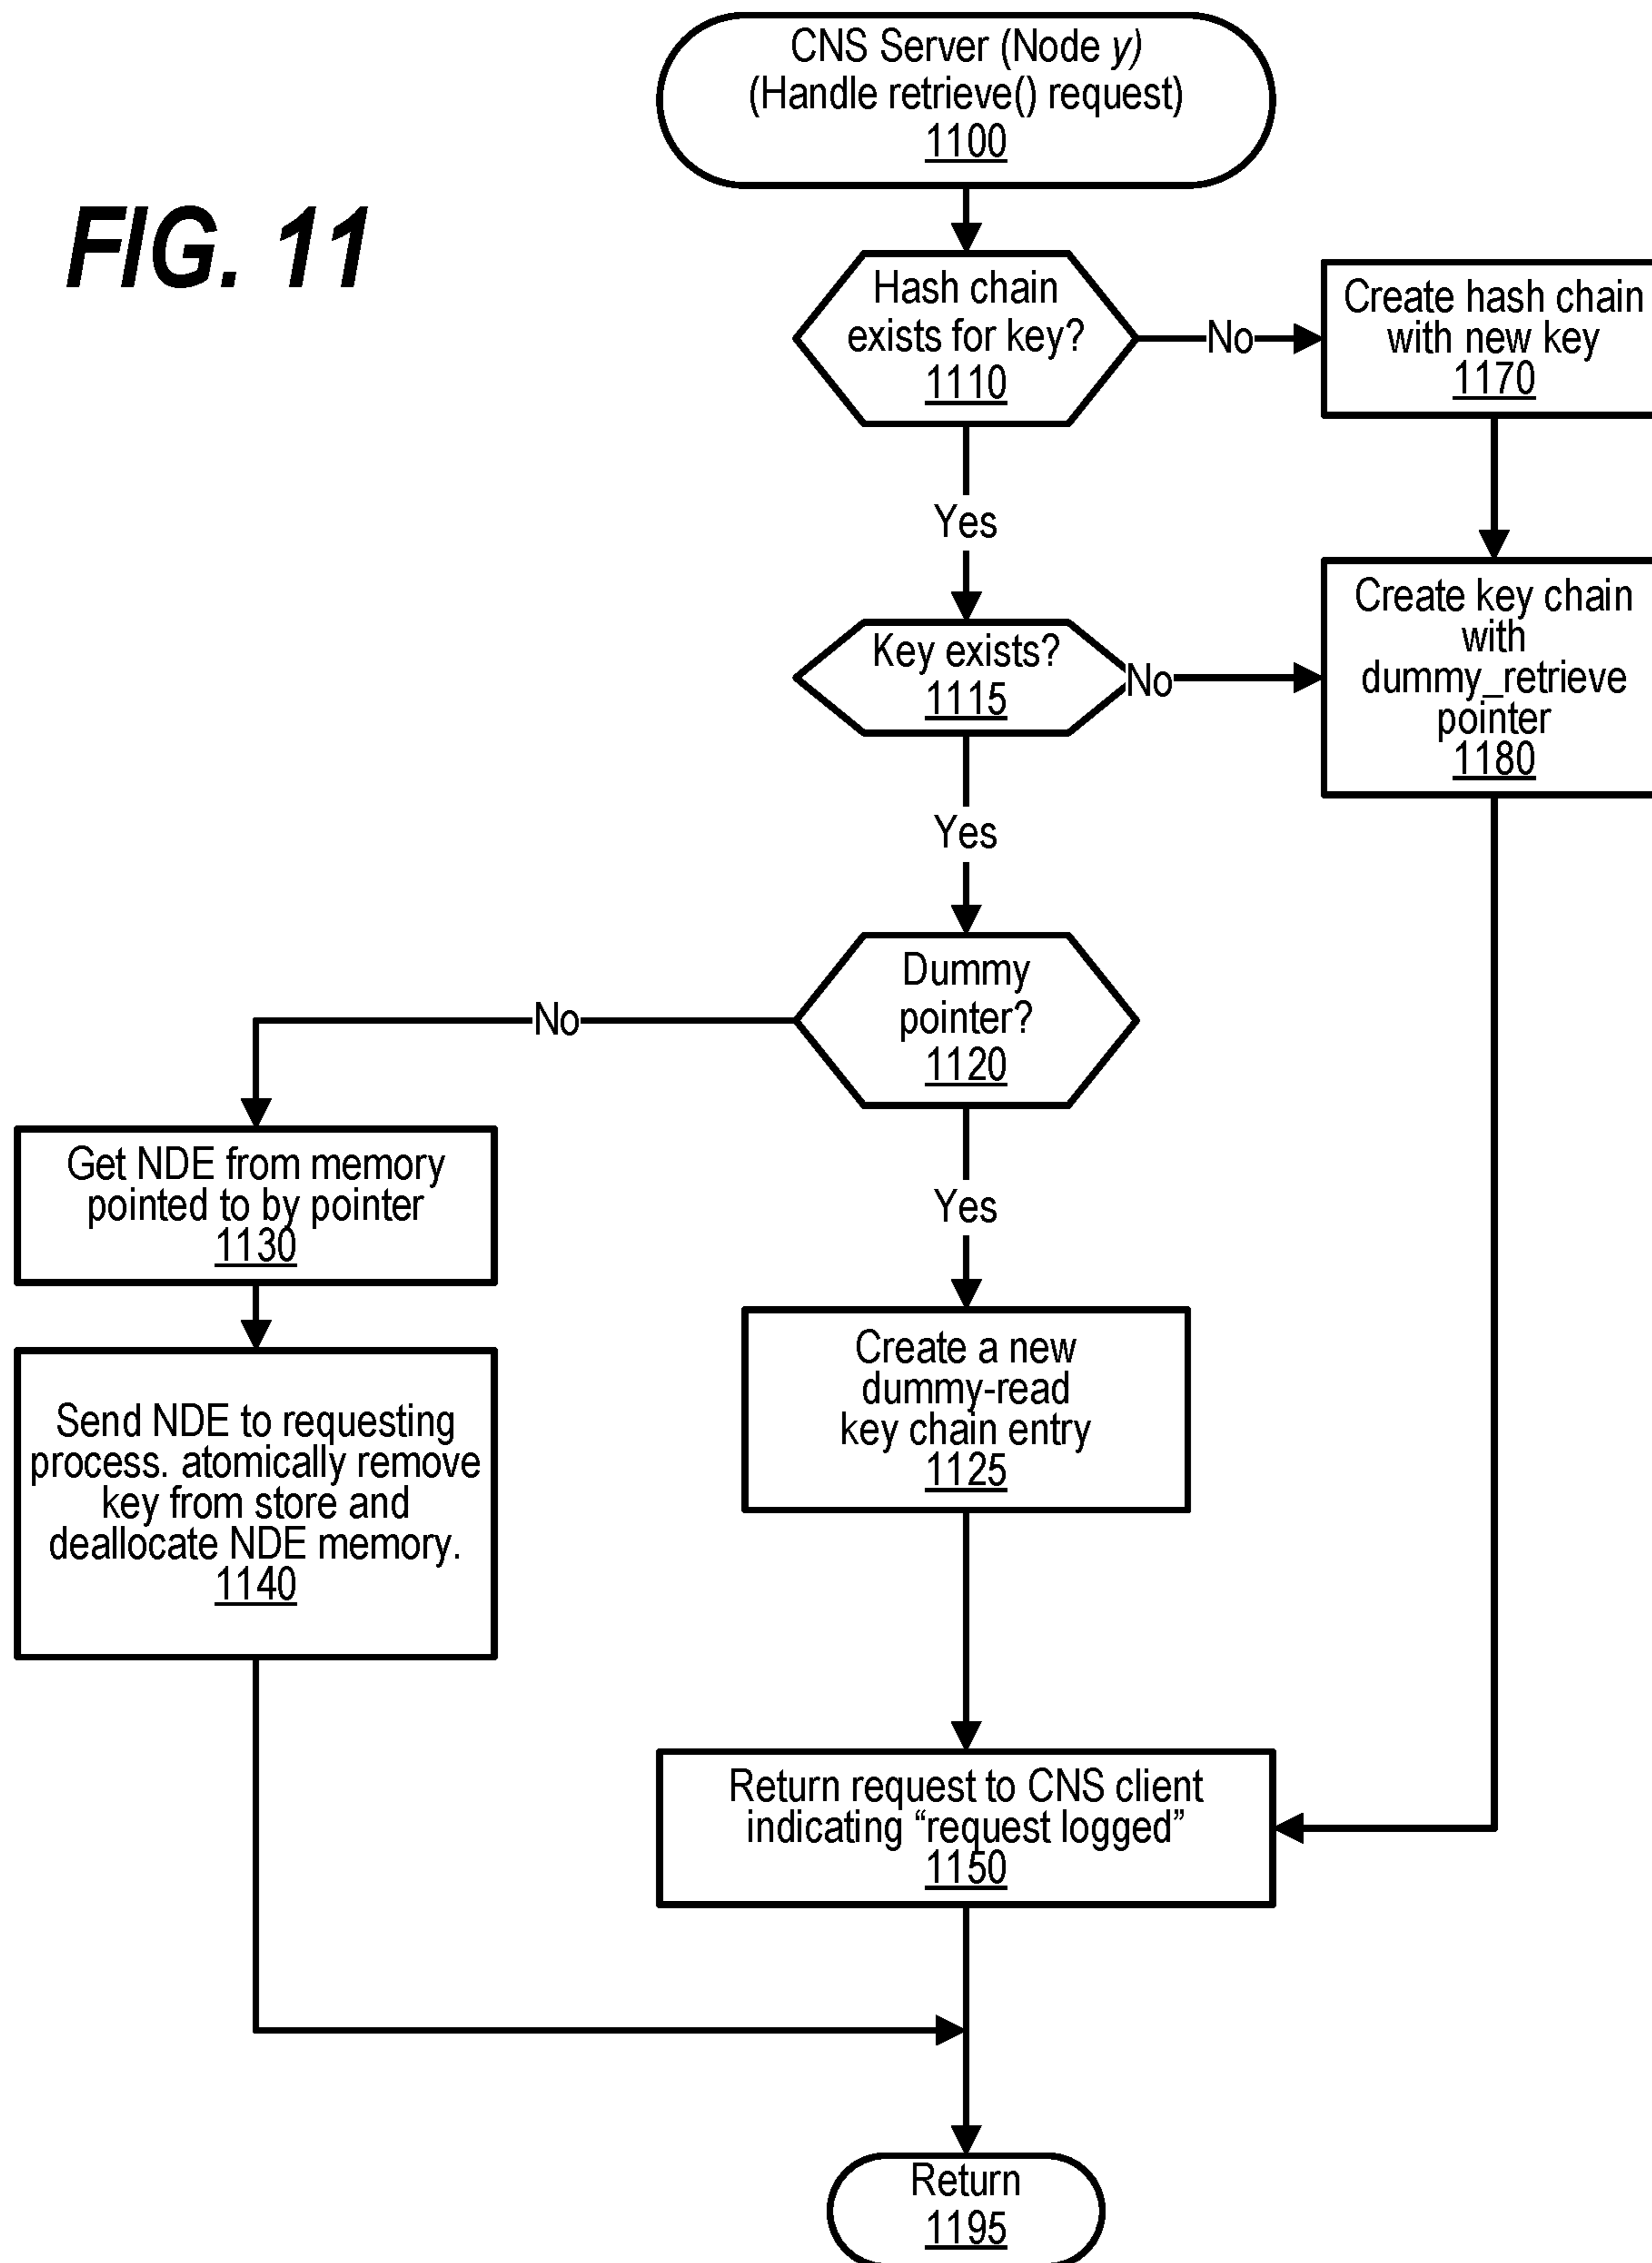 CNS Server (Node y)
(Handle retrieve() request)
1100
FIG. 11
Hash chain
exists for key?
1110
No
Create hash chain
with new key
1170
Yes
Key exists?
1115
No
Create key chain
with
dummy_retrieve
pointer
1180
Yes
Dummy
pointer?
1120
No
Get NDE from memory
pointed to by pointer
1130
Yes
Send NDE to requesting
process. atomically remove
key from store and
deallocate NDE memory.
1140
Create a new
dummy-read
key chain entry
1125
Return request to CNS client
indicating “request logged”
1150
Return
1195